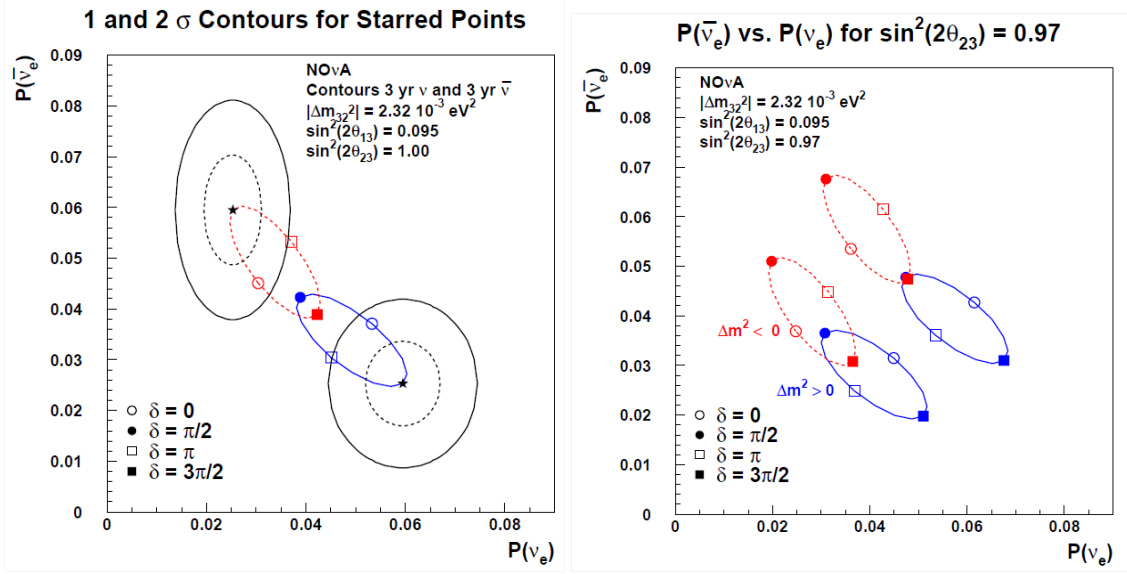 1 and 2 σ Contours for Starred Points
P(ν̅e)
0.09
0.08
0.07
0.06
0.05
0.04
0.03
0.02
0.01
0
NOνA
Contours 3 yr ν and 3 yr ν̅
|Δm32²| = 2.32 10⁻³ eV²
sin²(2θ13) = 0.095
sin²(2θ23) = 1.00
δ = 0
δ = π/2
δ = π
δ = 3π/2
0 0.02 0.04 0.06 0.08
P(νe)
P(ν̅e) vs. P(νe) for sin²(2θ23) = 0.97
P(ν̅e)
0.09
0.08
0.07
0.06
0.05
0.04
0.03
0.02
0.01
0
NOνA
|Δm32²| = 2.32 10⁻³ eV²
sin²(2θ13) = 0.095
sin²(2θ23) = 0.97
Δm² < 0
Δm² > 0
δ = 0
δ = π/2
δ = π
δ = 3π/2
0 0.02 0.04 0.06 0.08
P(νe)